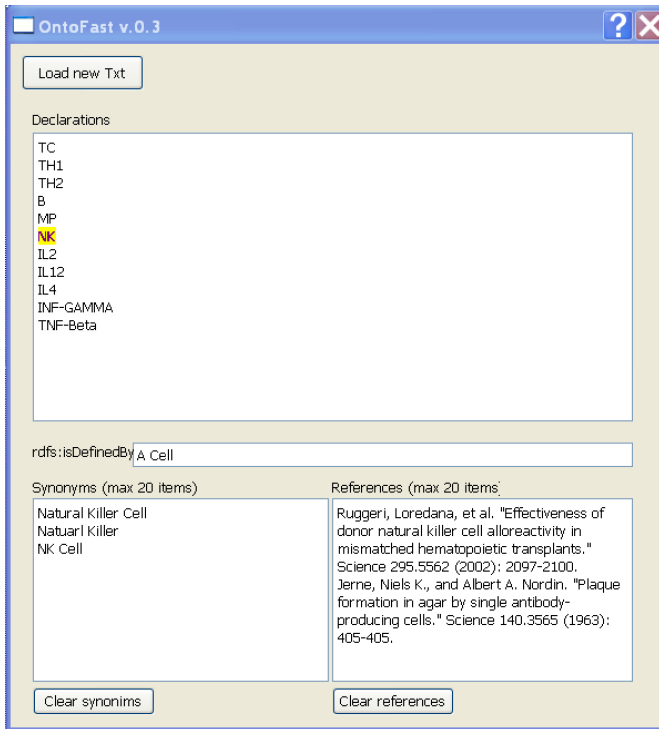 OntoFast v.0.3
?
Load new Txt
Declarations
TC
TH1
TH2
B
MP
NK
IL2
IL12
IL4
INF-GAMMA
TNF-Beta
rdfs:isDefinedBy A Cell
Synonyms (max 20 items)
Natural Killer Cell
Natuarl Killer
NK Cell
Clear synonims
References (max 20 items
Ruggeri, Loredana, et al. "Effectiveness of
donor natural killer cell alloreactivity in
mismatched hematopoietic transplants."
Science 295.5562 (2002): 2097-2100.
Jerne, Niels K., and Albert A. Nordin. "Plaque
formation in agar by single antibody-
producing cells." Science 140.3565 (1963):
405-405.
Clear references